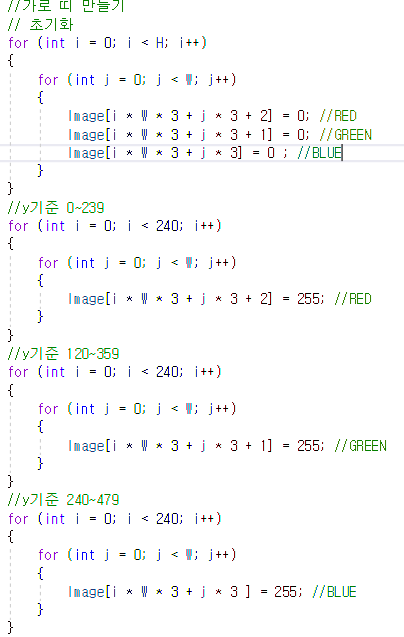 //가로 띠 만들기
// 초기화
for (int i = 0; i < H; i++)
{
for (int j = 0; j < W; j++)
{
Image[i * W * 3 + j * 3 + 2] = 0; //RED
Image[i * W * 3 + j * 3 + 1] = 0; //GREEN
Image[i * W * 3 + j * 3] = 0 ; //BLUE
}
}
//y기준 0~239
for (int i = 0; i < 240; i++)
{
for (int j = 0; j < W; j++)
{
Image[i * W * 3 + j * 3 + 2] = 255; //RED
}
}
//y기준 120~359
for (int i = 0; i < 240; i++)
{
for (int j = 0; j < W; j++)
{
Image[i * W * 3 + j * 3 + 1] = 255; //GREEN
}
}
//y기준 240~479
for (int i = 0; i < 240; i++)
{
for (int j = 0; j < W; j++)
{
Image[i * W * 3 + j * 3 ] = 255; //BLUE
}
}